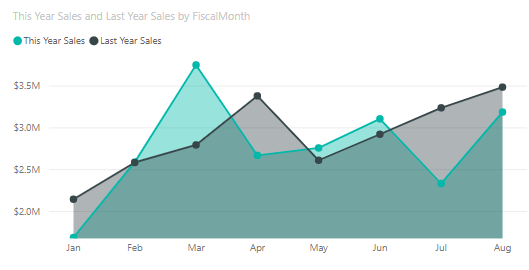 This Year Sales and Last Year Sales by FiscalMonth
This Year Sales Last Year Sales
$3.5M
$3.0M
$2.5M
$2.0M
Jan Feb Mar Apr May Jun Jul Aug